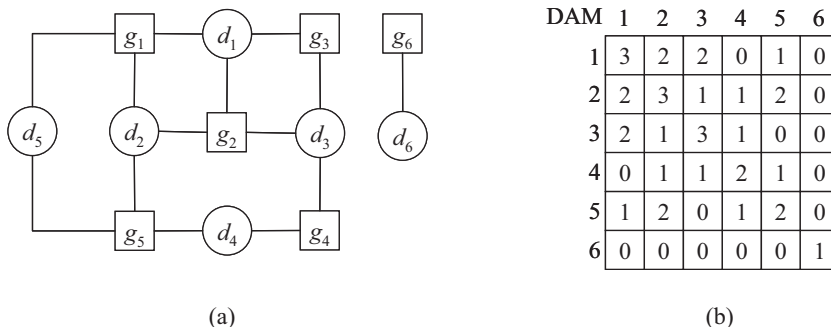 g1 d1 g3 g6
d5 d2 g2 d3 d6
g5 d4 g4
(a)
DAM 1 2 3 4 5 6
1 3 2 2 0 1 0
2 2 3 1 1 2 0
3 2 1 3 1 0 0
4 0 1 1 2 1 0
5 1 2 0 1 2 0
6 0 0 0 0 0 1
(b)